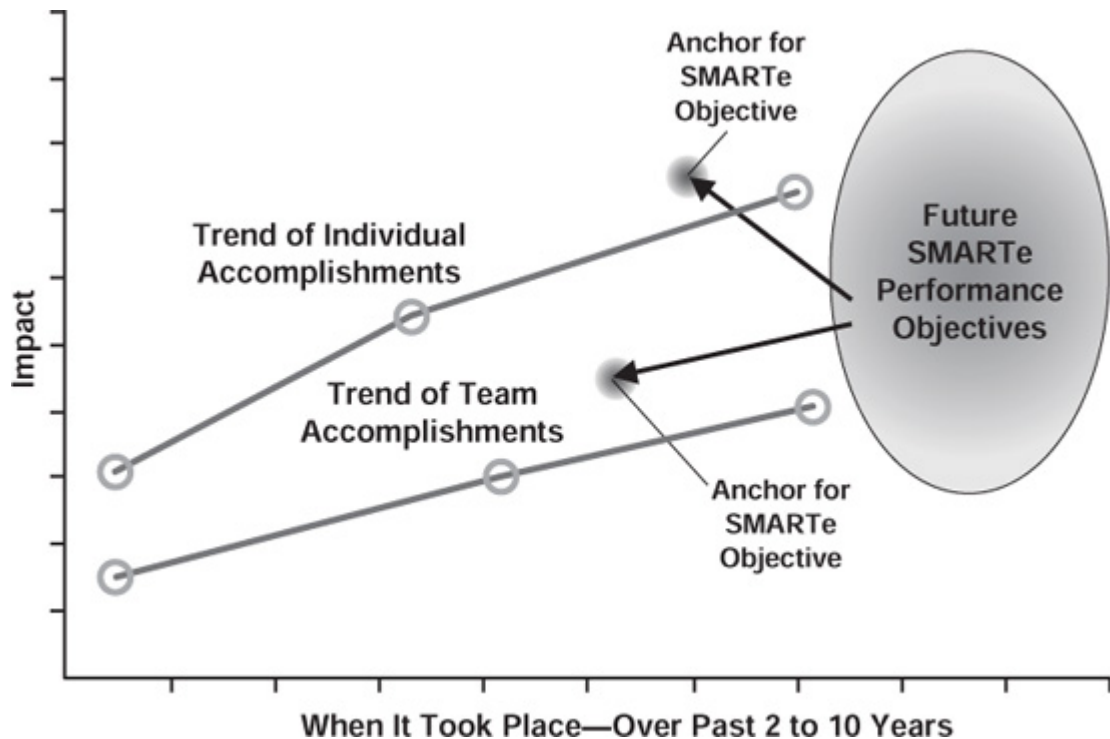 Anchor for
SMARTe
Objective
Trend of Individual
Accomplishments
Future
SMARTe
Performance
Objectives
Impact
Trend of Team
Accomplishments
Anchor for
SMARTe
Objective
When It Took Place—Over Past 2 to 10 Years